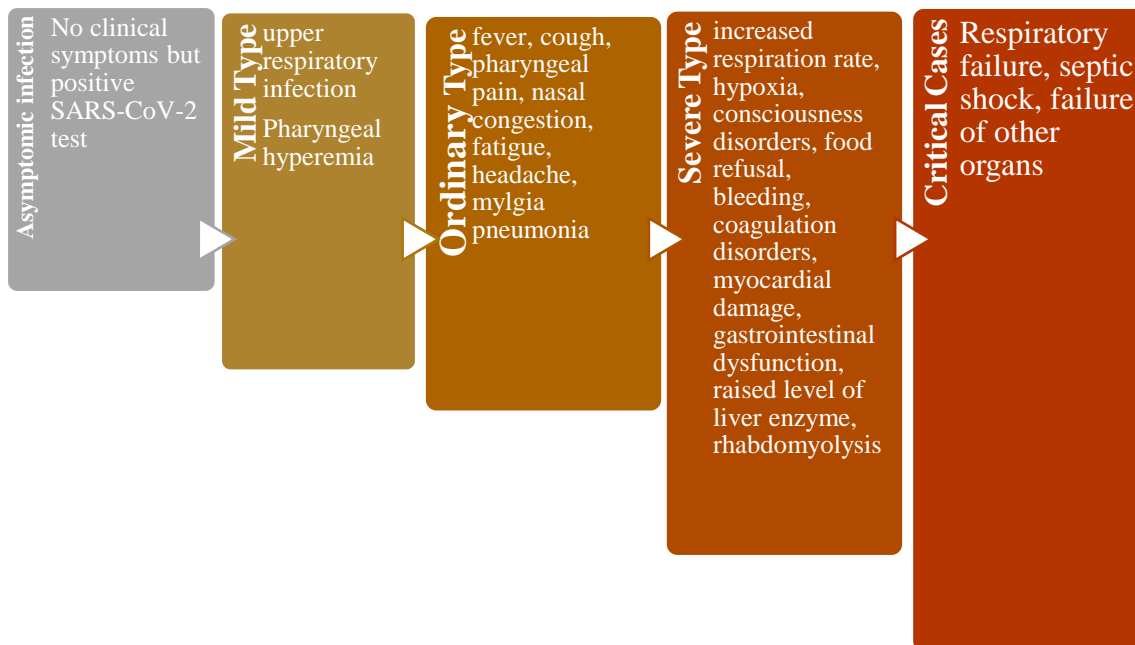 Asymptomic infection
No clinical
symptoms but
positive
SARS-CoV-2
test
Mild Type
upper
respiratory
infection
Pharyngeal
hyperemia
Ordinary Type
fever, cough,
pharyngeal
pain, nasal
congestion,
fatigue,
headache,
mylgia
pneumonia
Severe Type
increased
respiration rate,
hypoxia,
consciousness
disorders, food
refusal,
bleeding,
coagulation
disorders,
myocardial
damage,
gastrointestinal
dysfunction,
raised level of
liver enzyme,
rhabdomyolysis
Critical Cases
Respiratory
failure, septic
shock, failure
of other
organs